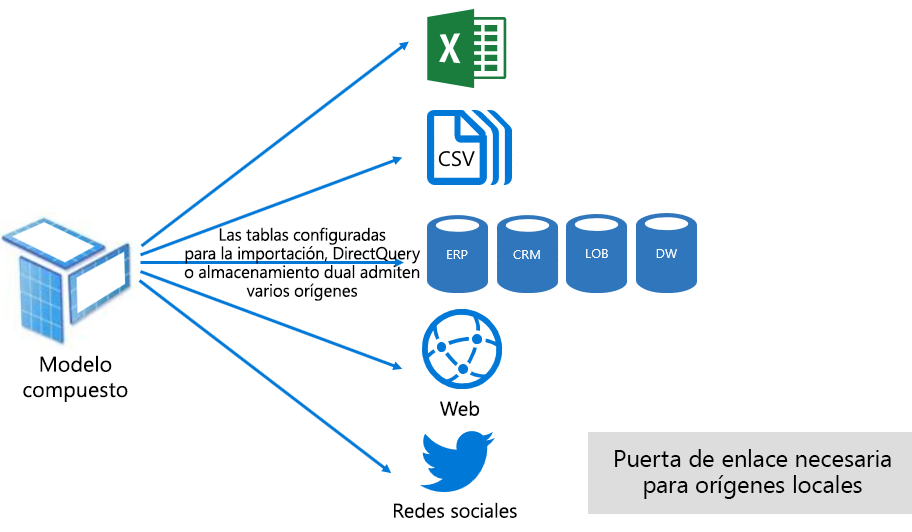 X
CSV
Las tablas configuradas
para la importación, DirectQuery
o almacenamiento dual admiten
varios orígenes
ERP
CRM
LOB
DW
Modelo
compuesto
Web
Redes sociales
Puerta de enlace necesaria
para orígenes locales